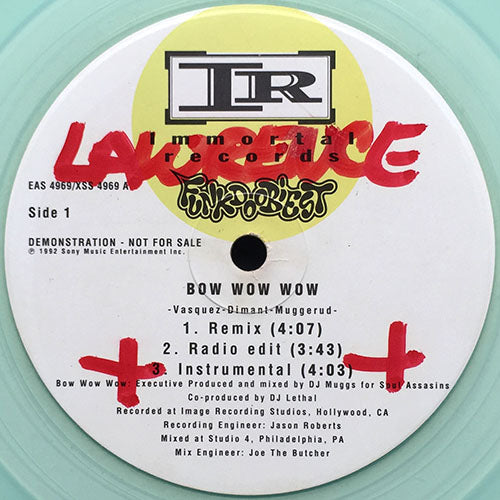 IR
Immortal
records
LAWRENCE
FUNKDOOBIEST
EAS 4969/XSS 4969 A
Side 1
DEMONSTRATION - NOT FOR SALE
℗ 1992 Sony Music Entertainment Inc.
BOW WOW WOW
-Vasquez-Dimant-Muggerud-
1. Remix (4:07)
2. Radio edit (3:43)
3. Instrumental (4:03)
Bow Wow Wow: Executive Produced and mixed by DJ Muggs for Soul Assasins
Co-produced by DJ Lethal
Recorded at Image Recording Studios, Hollywood, CA
Recording Engineer: Jason Roberts
Mixed at Studio 4, Philadelphia, PA
Mix Engineer: Joe The Butcher